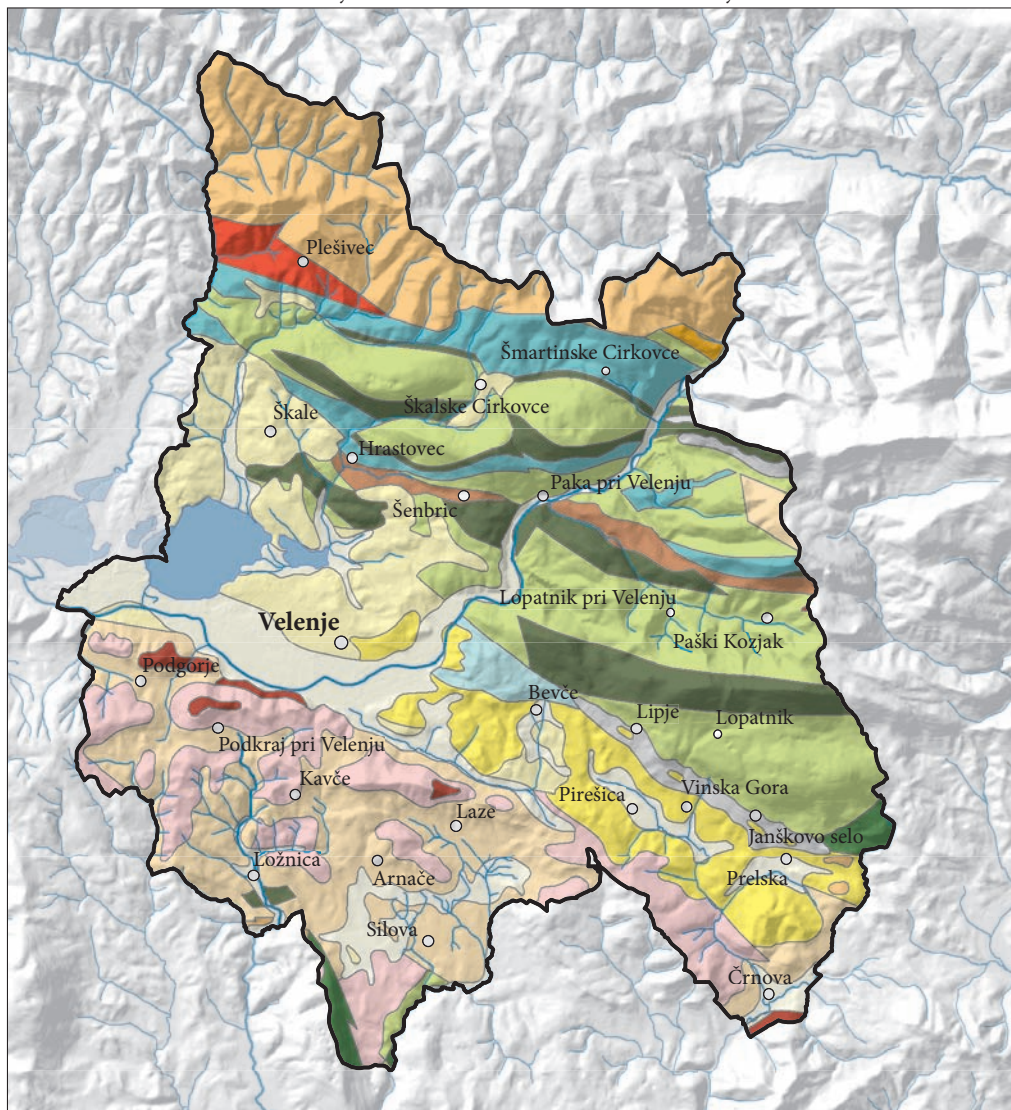 Plešivec
Šmartinske Cirkovce
Škalske Cirkovce
Škale
Hrastovec
Paka pri Velenju
Šenbric
Lopatnik pri Velenju
Velenje
Paški Kozjak
Podgorje
Bevče
Lipje
Lopatnik
Podkraj pri Velenju
Kavče
Vinska Gora
Pirešica
Laze
Janškovo selo
Ložnica
Arnače
Prelska
Silova
Črnova